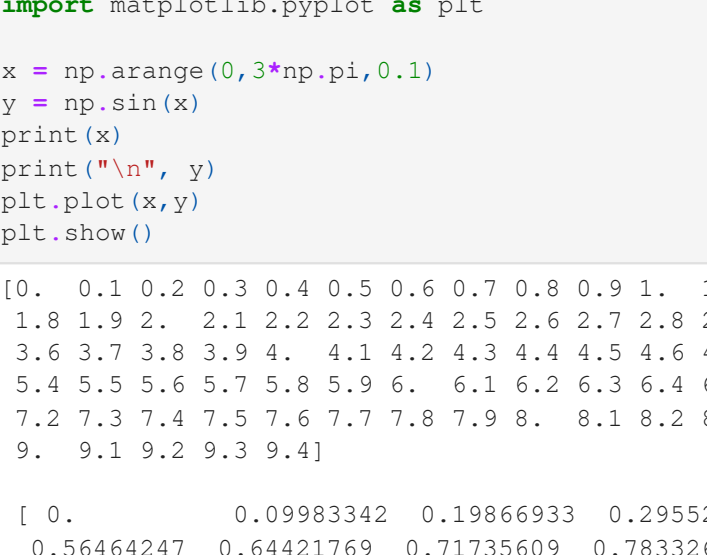 import matplotlib.pyplot as plt
x = np.arange(0,3*np.pi,0.1)
y = np.sin(x)
print(x)
print("\n", y)
plt.plot(x,y)
plt.show()
[0. 0.1 0.2 0.3 0.4 0.5 0.6 0.7 0.8 0.9 1.
1.8 1.9 2. 2.1 2.2 2.3 2.4 2.5 2.6 2.7 2.8
3.6 3.7 3.8 3.9 4. 4.1 4.2 4.3 4.4 4.5 4.6
5.4 5.5 5.6 5.7 5.8 5.9 6. 6.1 6.2 6.3 6.4
7.2 7.3 7.4 7.5 7.6 7.7 7.8 7.9 8. 8.1 8.2
9. 9.1 9.2 9.3 9.4]
[ 0. 0.09983342 0.19866933 0.2955
0.56464247 0.64421769 0.71735609 0.78332